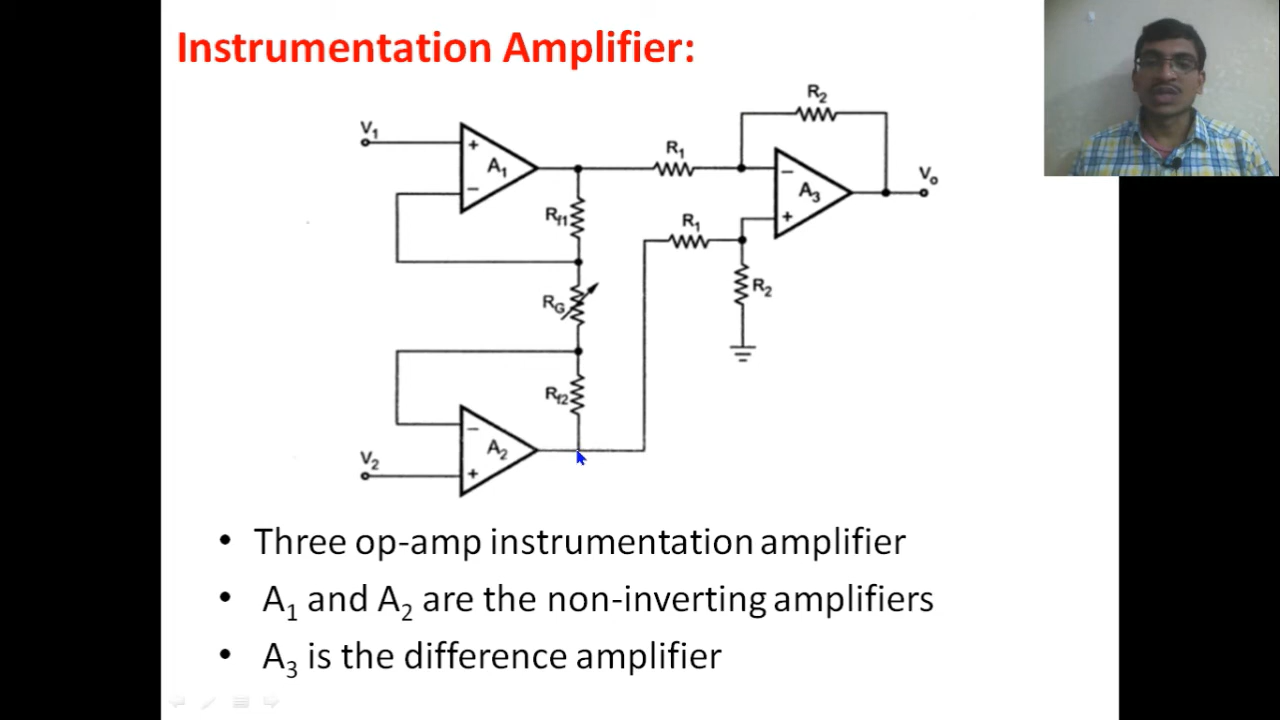 Instrumentation Amplifier:
R2
V1
+
A1
R1
−
−
A3
Vo
Rf1
R1
+
RG
R2
Rf2
−
A2
V2
+
• Three op-amp instrumentation amplifier
• A1 and A2 are the non-inverting amplifiers
• A3 is the difference amplifier